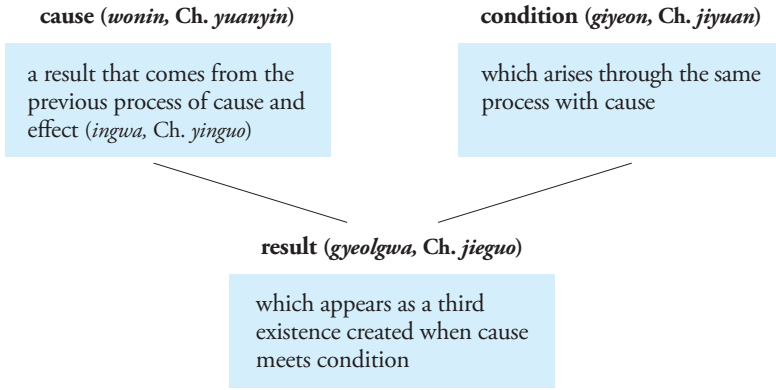 cause (wonin, Ch. yuanyin)
a result that comes from the
previous process of cause and
effect (ingwa, Ch. yinguo)
condition (giyeon, Ch. jiyuan)
which arises through the same
process with cause
result (gyeolgwa, Ch. jieguo)
which appears as a third
existence created when cause
meets condition